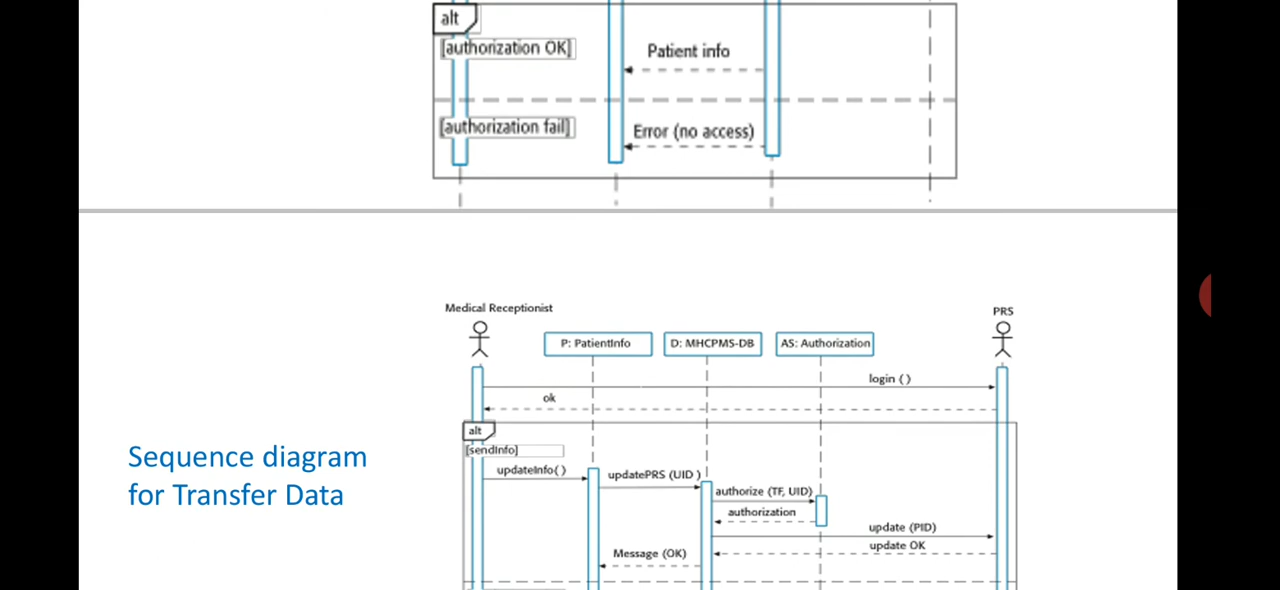 alt
[authorization OK]
Patient info
[authorization fail]
Error (no access)
Medical Receptionist
PRS
P: PatientInfo
D: MHCPMS-DB
AS: Authorization
login ( )
ok
alt
[sendInfo]
updateInfo( )
updatePRS (UID )
authorize (TF, UID)
authorization
update (PID)
update OK
Message (OK)
Sequence diagram
for Transfer Data